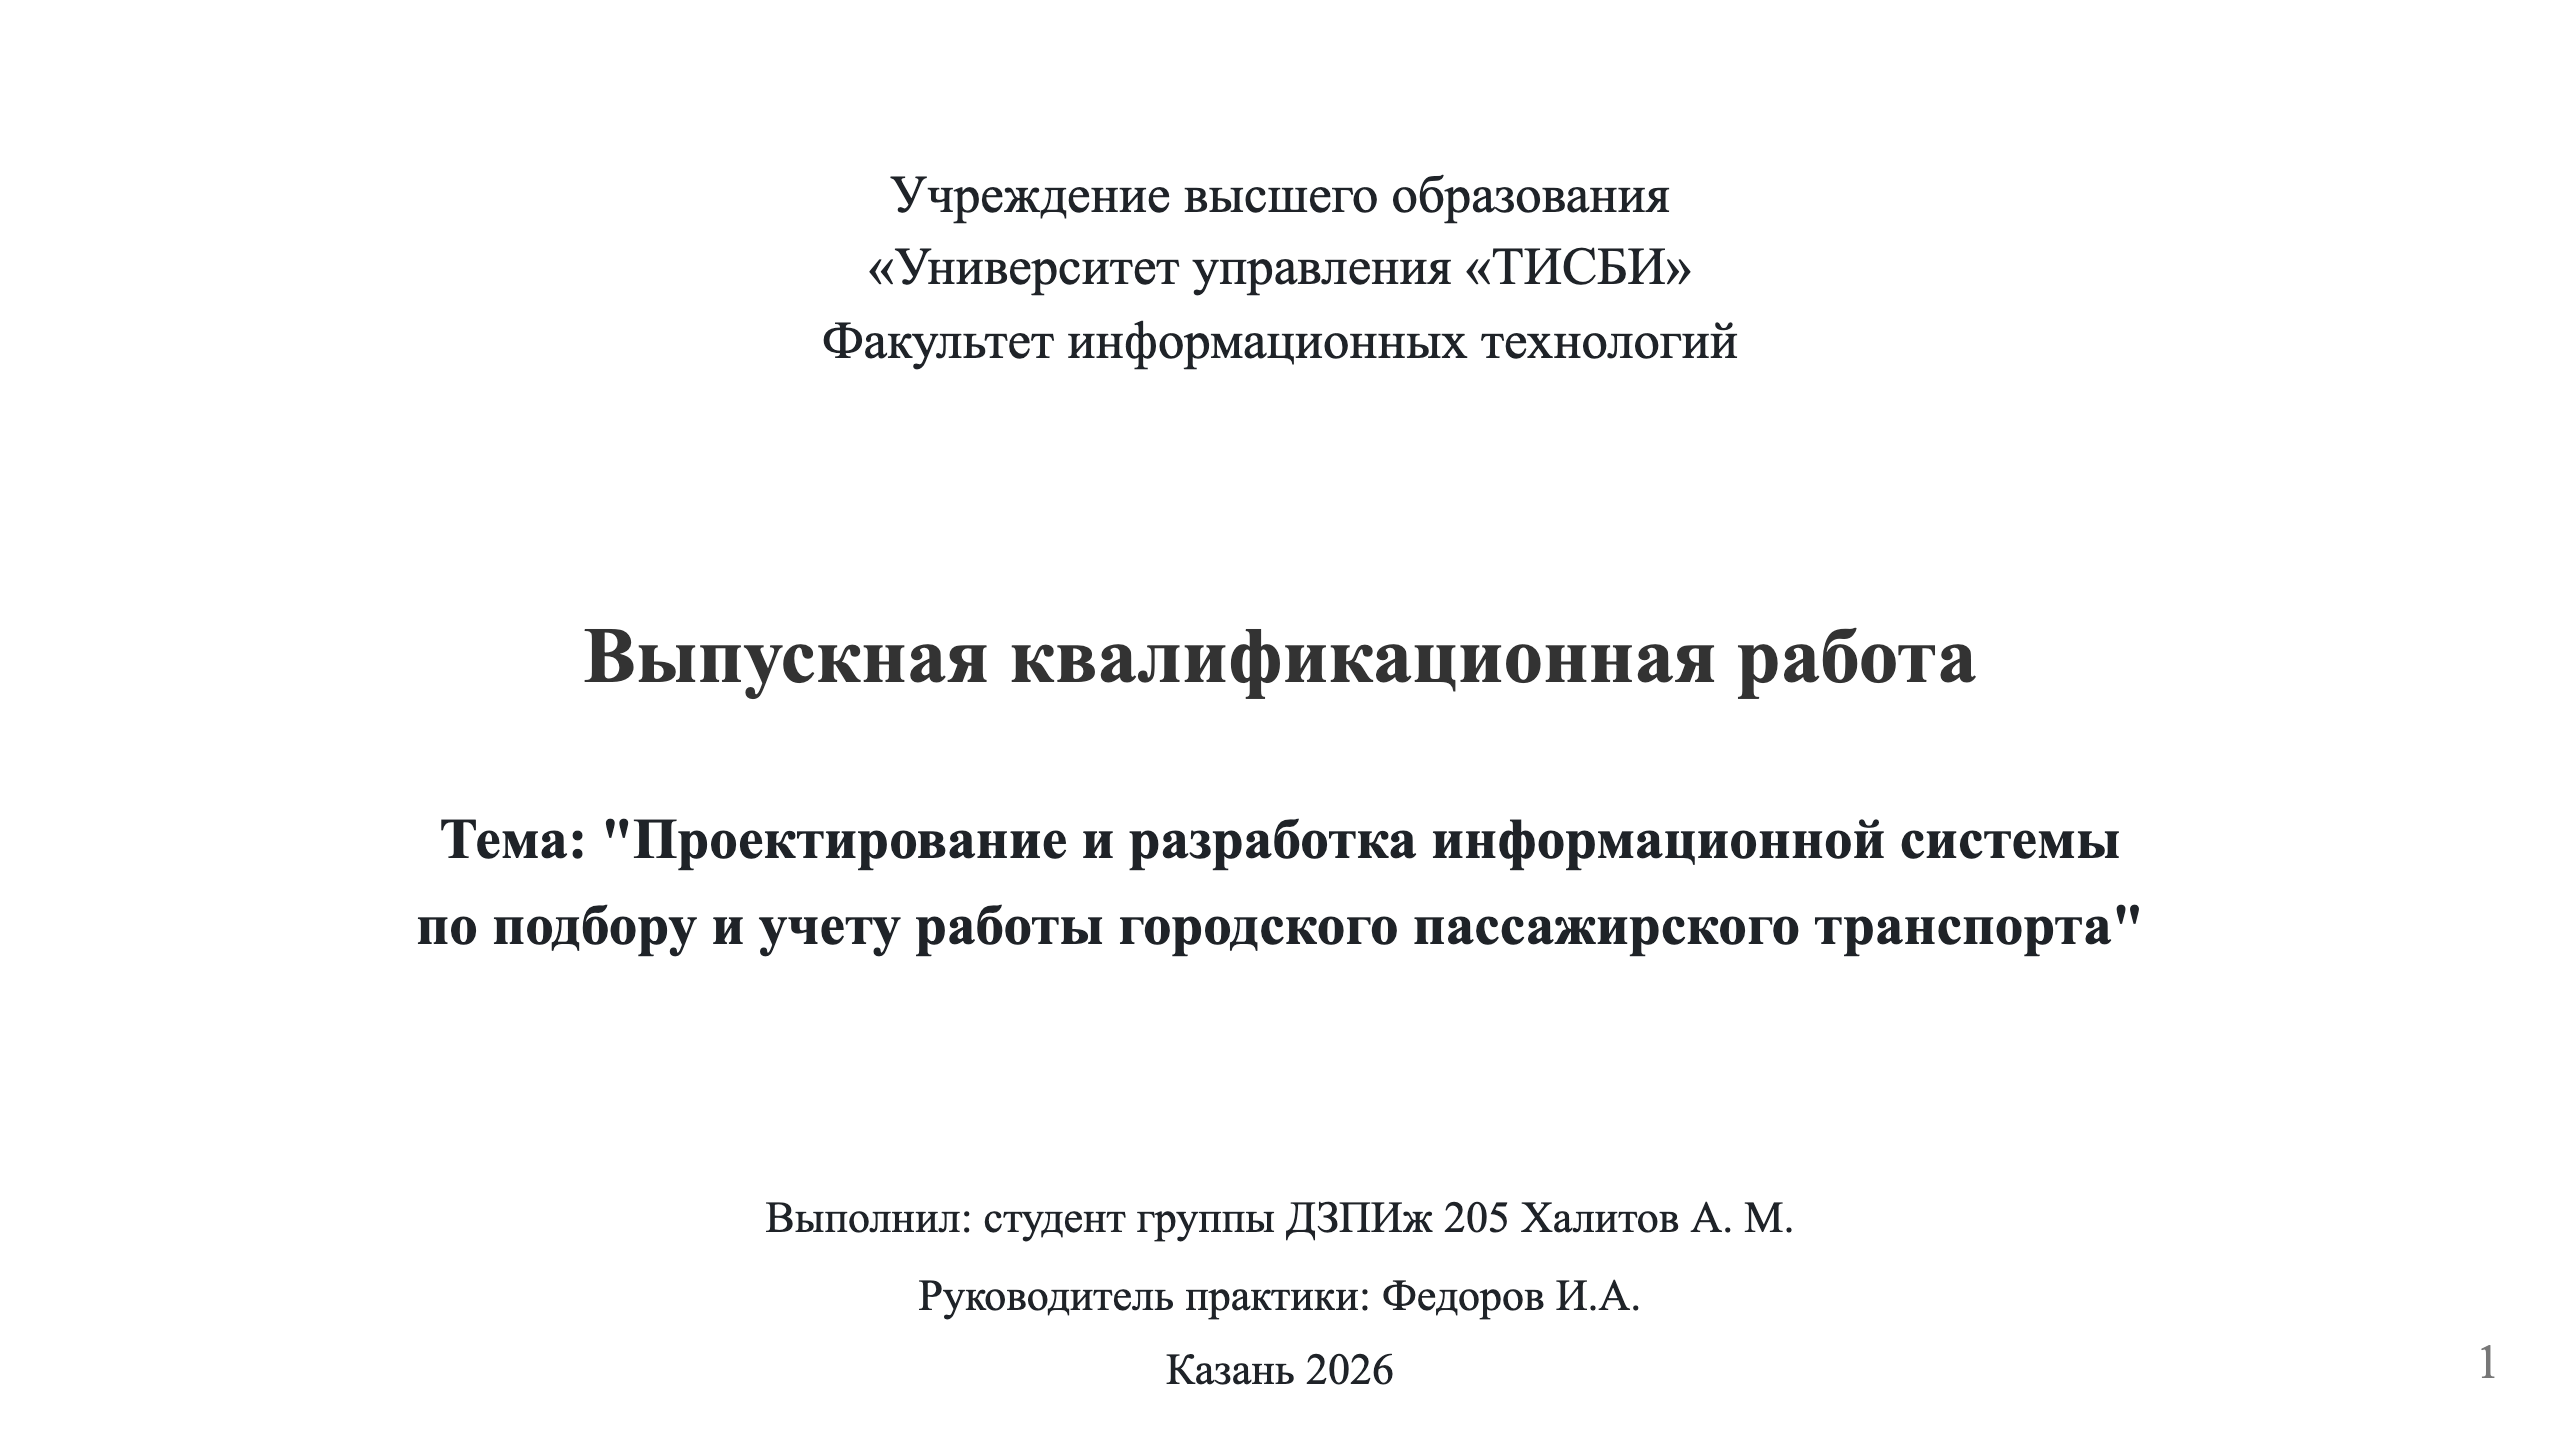 Учреждение высшего образования
«Университет управления «ТИСБИ»
Факультет информационных технологий
Выпускная квалификационная работа
Тема: "Проектирование и разработка информационной системы
по подбору и учету работы городского пассажирского транспорта"
Выполнил: студент группы ДЗПИж 205 Халитов А. М.
Руководитель практики: Федоров И.А.
Казань 2026
1